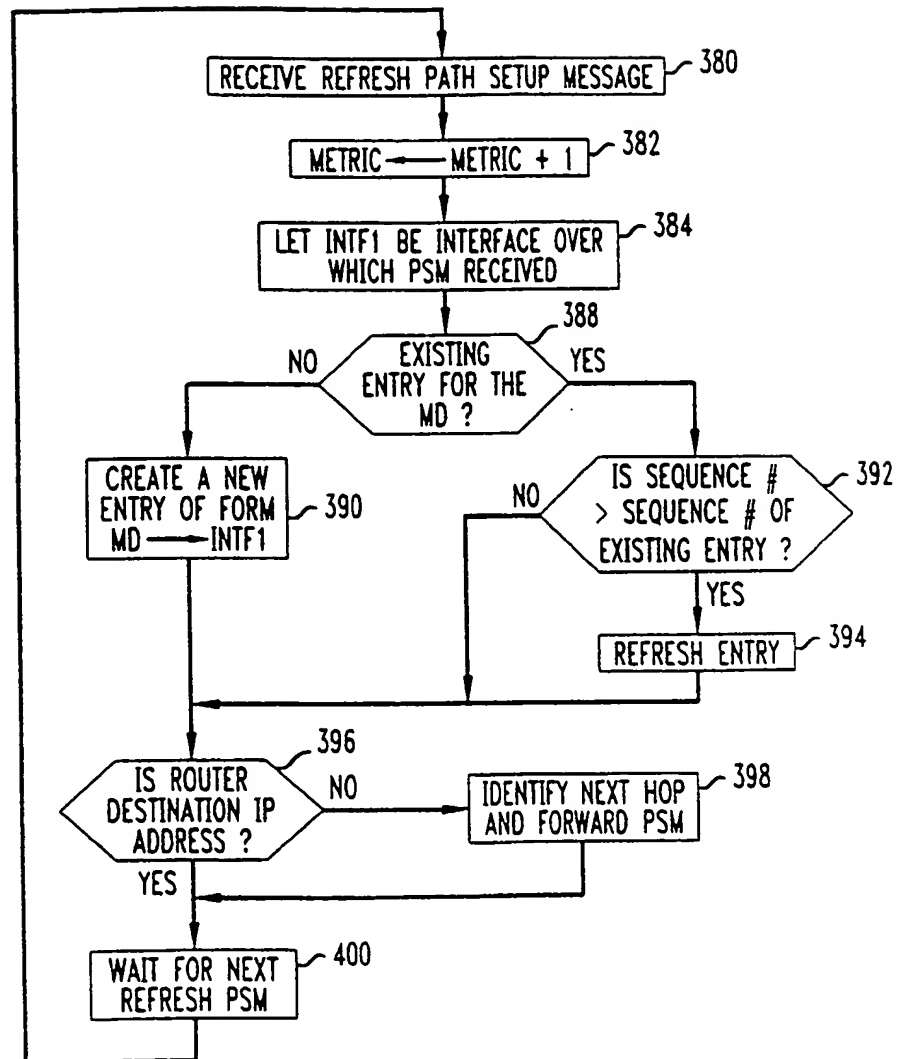 RECEIVE REFRESH PATH SETUP MESSAGE
380
METRIC ← METRIC + 1
382
LET INTF1 BE INTERFACE OVER
WHICH PSM RECEIVED
384
388
EXISTING
ENTRY FOR THE
MD ?
NO
YES
CREATE A NEW
ENTRY OF FORM
MD → INTF1
390
IS SEQUENCE #
> SEQUENCE # OF
EXISTING ENTRY ?
392
NO
YES
REFRESH ENTRY
394
396
IS ROUTER
DESTINATION IP
ADDRESS ?
NO
YES
IDENTIFY NEXT HOP
AND FORWARD PSM
398
WAIT FOR NEXT
REFRESH PSM
400